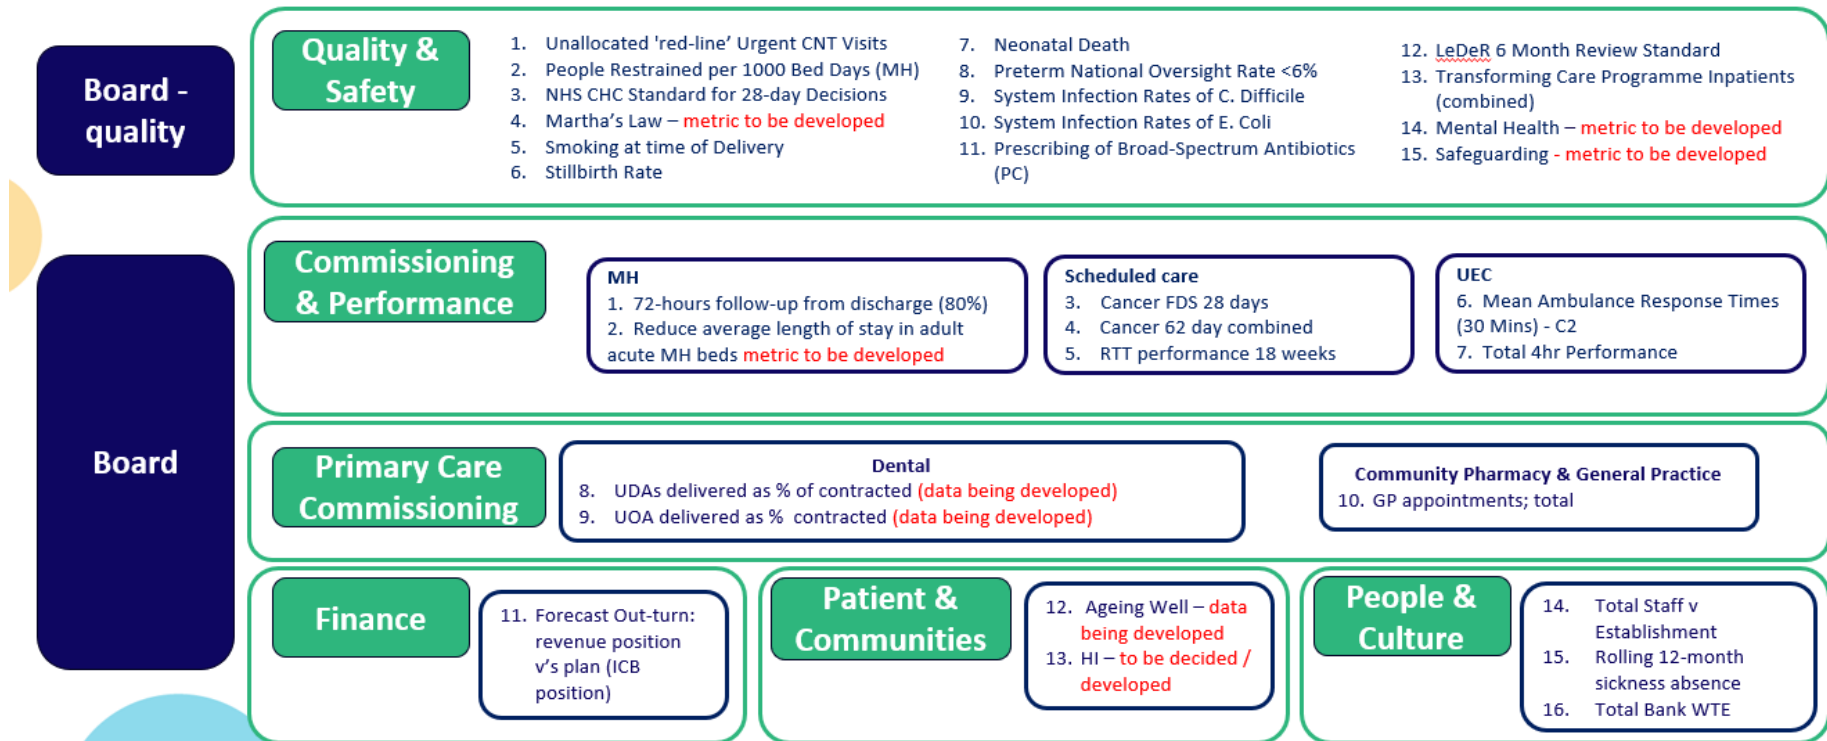 Board -
quality
Quality &
Safety
1. Unallocated 'red-line’ Urgent CNT Visits
2. People Restrained per 1000 Bed Days (MH)
3. NHS CHC Standard for 28-day Decisions
4. Martha’s Law – metric to be developed
5. Smoking at time of Delivery
6. Stillbirth Rate
7. Neonatal Death
8. Preterm National Oversight Rate <6%
9. System Infection Rates of C. Difficile
10. System Infection Rates of E. Coli
11. Prescribing of Broad-Spectrum Antibiotics
(PC)
12. LeDeR 6 Month Review Standard
13. Transforming Care Programme Inpatients
(combined)
14. Mental Health – metric to be developed
15. Safeguarding - metric to be developed
Board
Commissioning
& Performance
MH
1. 72-hours follow-up from discharge (80%)
2. Reduce average length of stay in adult
acute MH beds metric to be developed
Scheduled care
3. Cancer FDS 28 days
4. Cancer 62 day combined
5. RTT performance 18 weeks
UEC
6. Mean Ambulance Response Times
(30 Mins) - C2
7. Total 4hr Performance
Primary Care
Commissioning
Dental
8. UDAs delivered as % of contracted (data being developed)
9. UOA delivered as % contracted (data being developed)
Community Pharmacy & General Practice
10. GP appointments; total
Finance
11. Forecast Out-turn:
revenue position
v’s plan (ICB
position)
Patient &
Communities
12. Ageing Well – data
being developed
13. HI – to be decided /
developed
People &
Culture
14. Total Staff v
Establishment
15. Rolling 12-month
sickness absence
16. Total Bank WTE